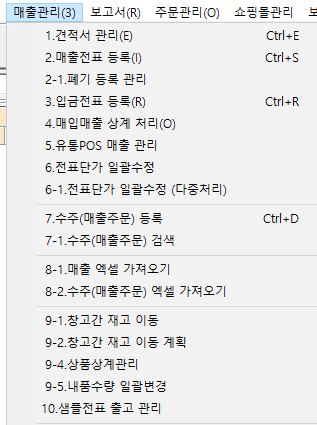 매출관리(3) 보고서(R) 주문관리(O) 쇼핑몰관리
1.견적서 관리(E) Ctrl+E
2.매출전표 등록(I) Ctrl+S
2-1.폐기 등록 관리
3.입금전표 등록(R) Ctrl+R
4.매입매출 상계 처리(O)
5.유통POS 매출 관리
6.전표단가 일괄수정
6-1.전표단가 일괄수정 (다중처리)
7.수주(매출주문) 등록 Ctrl+D
7-1.수주(매출주문) 검색
8-1.매출 엑셀 가져오기
8-2.수주(매출주문) 엑셀 가져오기
9-1.창고간 재고 이동
9-2.창고간 재고 이동 계획
9-4.상품상계관리
9-5.내품수량 일괄변경
10.샘플전표 출고 관리